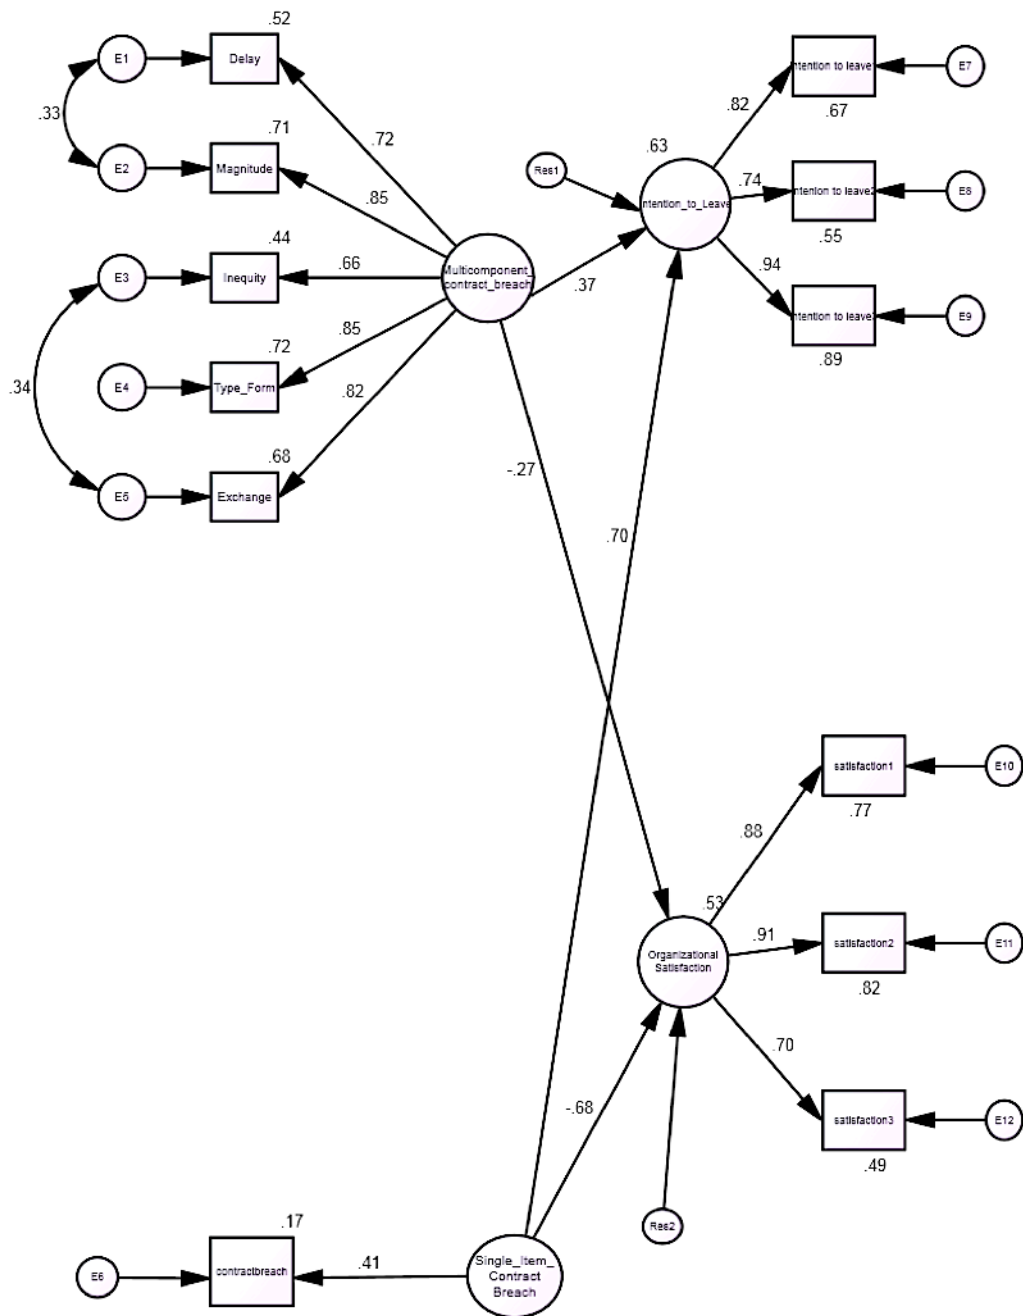 .52
E1
Delay
ntention to leave
E7
.33
.82
.67
.71
.72
.63
E2
Magnitude
Res1
.74
ntention to leave2
E8
.85
ntention_to_Leave
.55
.44
.94
E3
Inequity
.66
Multicomponent_
contract_breach
.37
ntention to leave
E9
.72
.85
.89
.34
E4
Type_Form
.82
.68
-.27
E5
Exchange
.70
satisfaction1
E10
.88
.77
.53
.91
satisfaction2
E11
Organizational
Satisfaction
.82
.70
-.68
satisfaction3
E12
.49
.17
Res2
E6
contractbreach
.41
Single_Item_
Contract
Breach